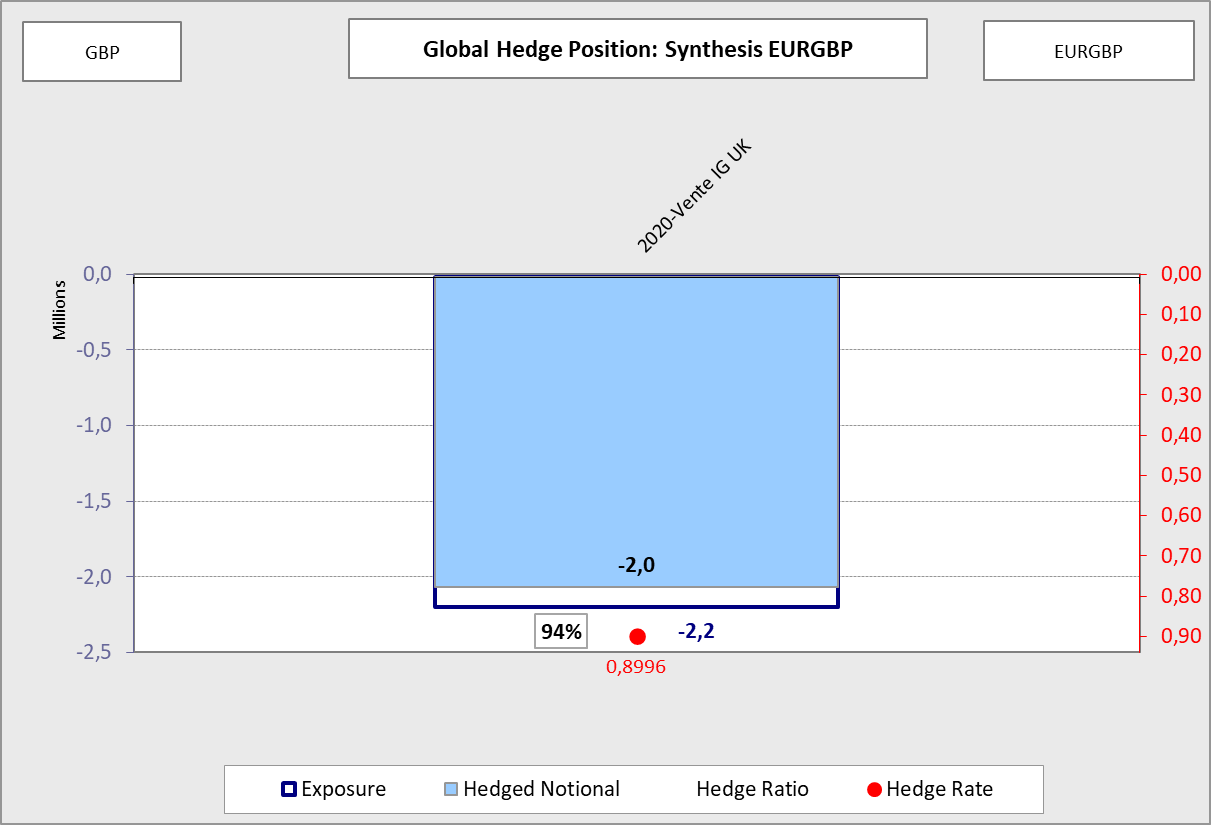 GBP
Global Hedge Position: Synthesis EURGBP
EURGBP
2020-Vente IG UK
Millions
0,0
-0,5
-1,0
-1,5
-2,0
-2,5
0,00
0,10
0,20
0,30
0,40
0,50
0,60
0,70
0,80
0,90
-2,0
94%
-2,2
0,8996
Exposure
Hedged Notional
Hedge Ratio
Hedge Rate